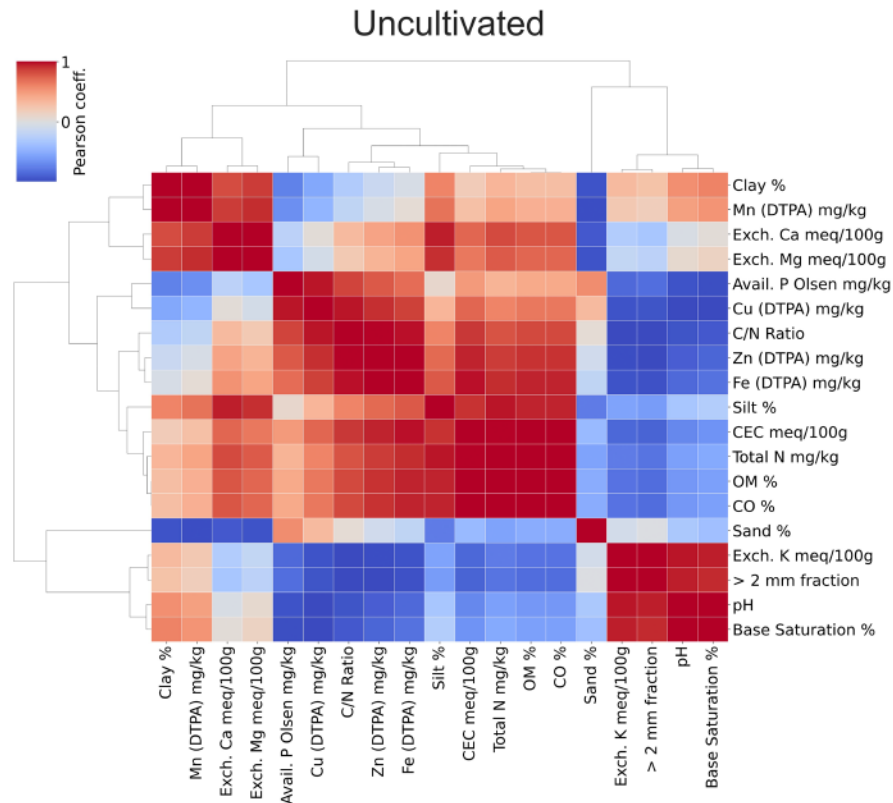 Uncultivated
1
0
Pearson coeff.
Clay %
Mn (DTPA) mg/kg
Exch. Ca meq/100g
Exch. Mg meq/100g
Avail. P Olsen mg/kg
Cu (DTPA) mg/kg
C/N Ratio
Zn (DTPA) mg/kg
Fe (DTPA) mg/kg
Silt %
CEC meq/100g
Total N mg/kg
OM %
CO %
Sand %
Exch. K meq/100g
> 2 mm fraction
pH
Base Saturation %
Clay %
Mn (DTPA) mg/kg
Exch. Ca meq/100g
Exch. Mg meq/100g
Avail. P Olsen mg/kg
Cu (DTPA) mg/kg
C/N Ratio
Zn (DTPA) mg/kg
Fe (DTPA) mg/kg
Silt %
CEC meq/100g
Total N mg/kg
OM %
CO %
Sand %
Exch. K meq/100g
> 2 mm fraction
pH
Base Saturation %